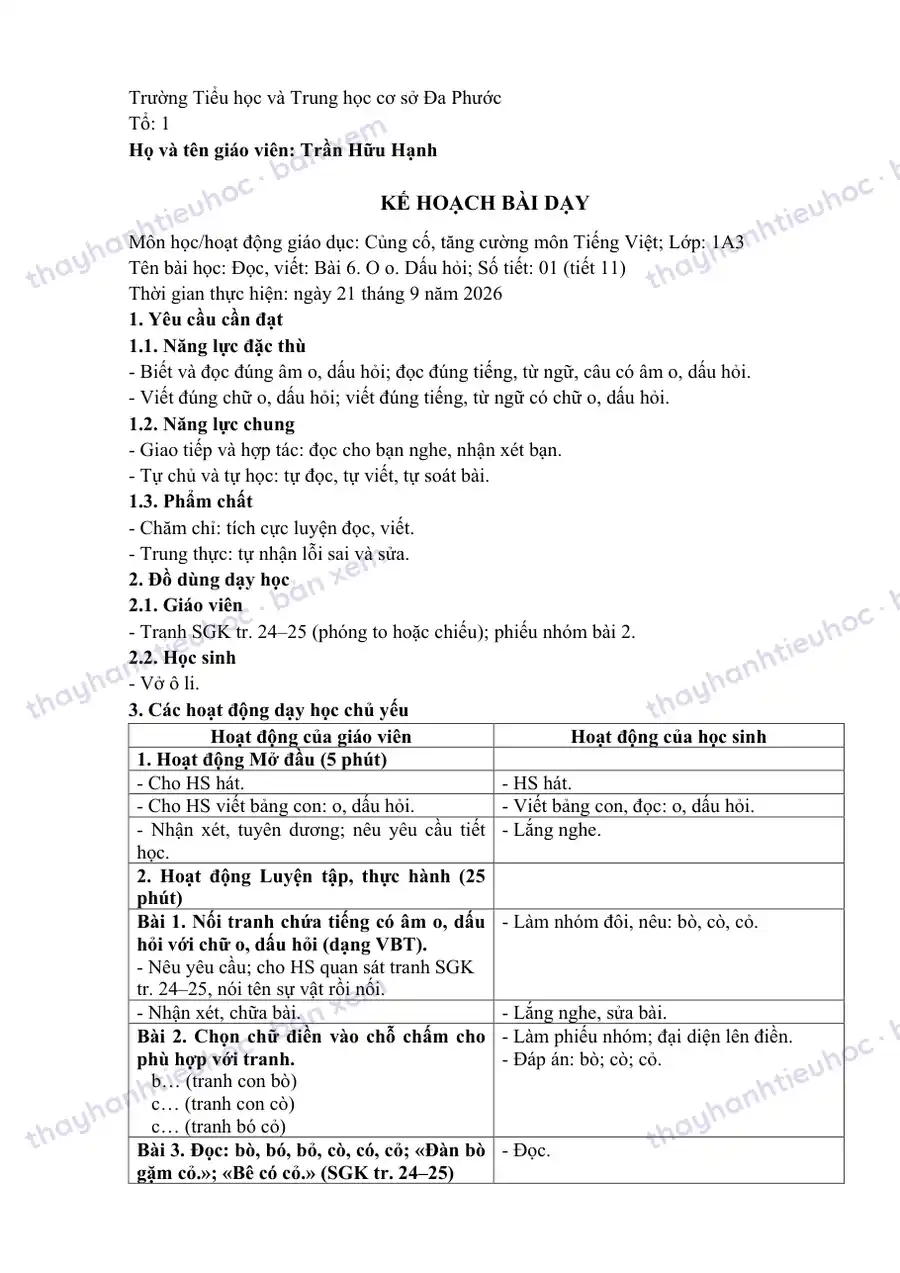 Trường Tiểu học và Trung học cơ sở Đa Phước
Tổ: 1
Họ và tên giáo viên: Trần Hữu Hạnh
KẾ HOẠCH BÀI DẠY
Môn học/hoạt động giáo dục: Củng cố, tăng cường môn Tiếng Việt; Lớp: 1A3
Tên bài học: Đọc, viết: Bài 6. O o. Dấu hỏi; Số tiết: 01 (tiết 11)
Thời gian thực hiện: ngày 21 tháng 9 năm 2026
1. Yêu cầu cần đạt
1.1. Năng lực đặc thù
- Biết và đọc đúng âm o, dấu hỏi; đọc đúng tiếng, từ ngữ, câu có âm o, dấu hỏi.
- Viết đúng chữ o, dấu hỏi; viết đúng tiếng, từ ngữ có chữ o, dấu hỏi.
1.2. Năng lực chung
- Giao tiếp và hợp tác: đọc cho bạn nghe, nhận xét bạn.
- Tự chủ và tự học: tự đọc, tự viết, tự soát bài.
1.3. Phẩm chất
- Chăm chỉ: tích cực luyện đọc, viết.
- Trung thực: tự nhận lỗi sai và sửa.
2. Đồ dùng dạy học
2.1. Giáo viên
- Tranh SGK tr. 24–25 (phóng to hoặc chiếu); phiếu nhóm bài 2.
2.2. Học sinh
- Vở ô li.
3. Các hoạt động dạy học chủ yếu
Hoạt động của giáo viên
Hoạt động của học sinh
1. Hoạt động Mở đầu (5 phút)
- Cho HS hát.
- HS hát.
- Cho HS viết bảng con: o, dấu hỏi.
- Viết bảng con, đọc: o, dấu hỏi.
- Nhận xét, tuyên dương; nêu yêu cầu tiết
học.
- Lắng nghe.
2. Hoạt động Luyện tập, thực hành (25
phút)
Bài 1. Nối tranh chứa tiếng có âm o, dấu
hỏi với chữ o, dấu hỏi (dạng VBT).
- Nêu yêu cầu; cho HS quan sát tranh SGK
tr. 24–25, nói tên sự vật rồi nối.
- Làm nhóm đôi, nêu: bò, cò, cỏ.
- Nhận xét, chữa bài.
- Lắng nghe, sửa bài.
Bài 2. Chọn chữ điền vào chỗ chấm cho
phù hợp với tranh.
b… (tranh con bò)
c… (tranh con cò)
c… (tranh bó cỏ)
- Làm phiếu nhóm; đại diện lên điền.
- Đáp án: bò; cò; cỏ.
Bài 3. Đọc: bò, bó, bỏ, cò, có, cỏ; «Đàn bò
gặm cỏ.»; «Bê có cỏ.» (SGK tr. 24–25)
- Đọc.
thayhanhtieuhoc · bản xem
thayhanhtieuhoc · b
thayhanhtieuhoc · bản xem
thayhanhtieuhoc · b
thayhanhtieuhoc · bản xem
thayhanhtieuhoc · b